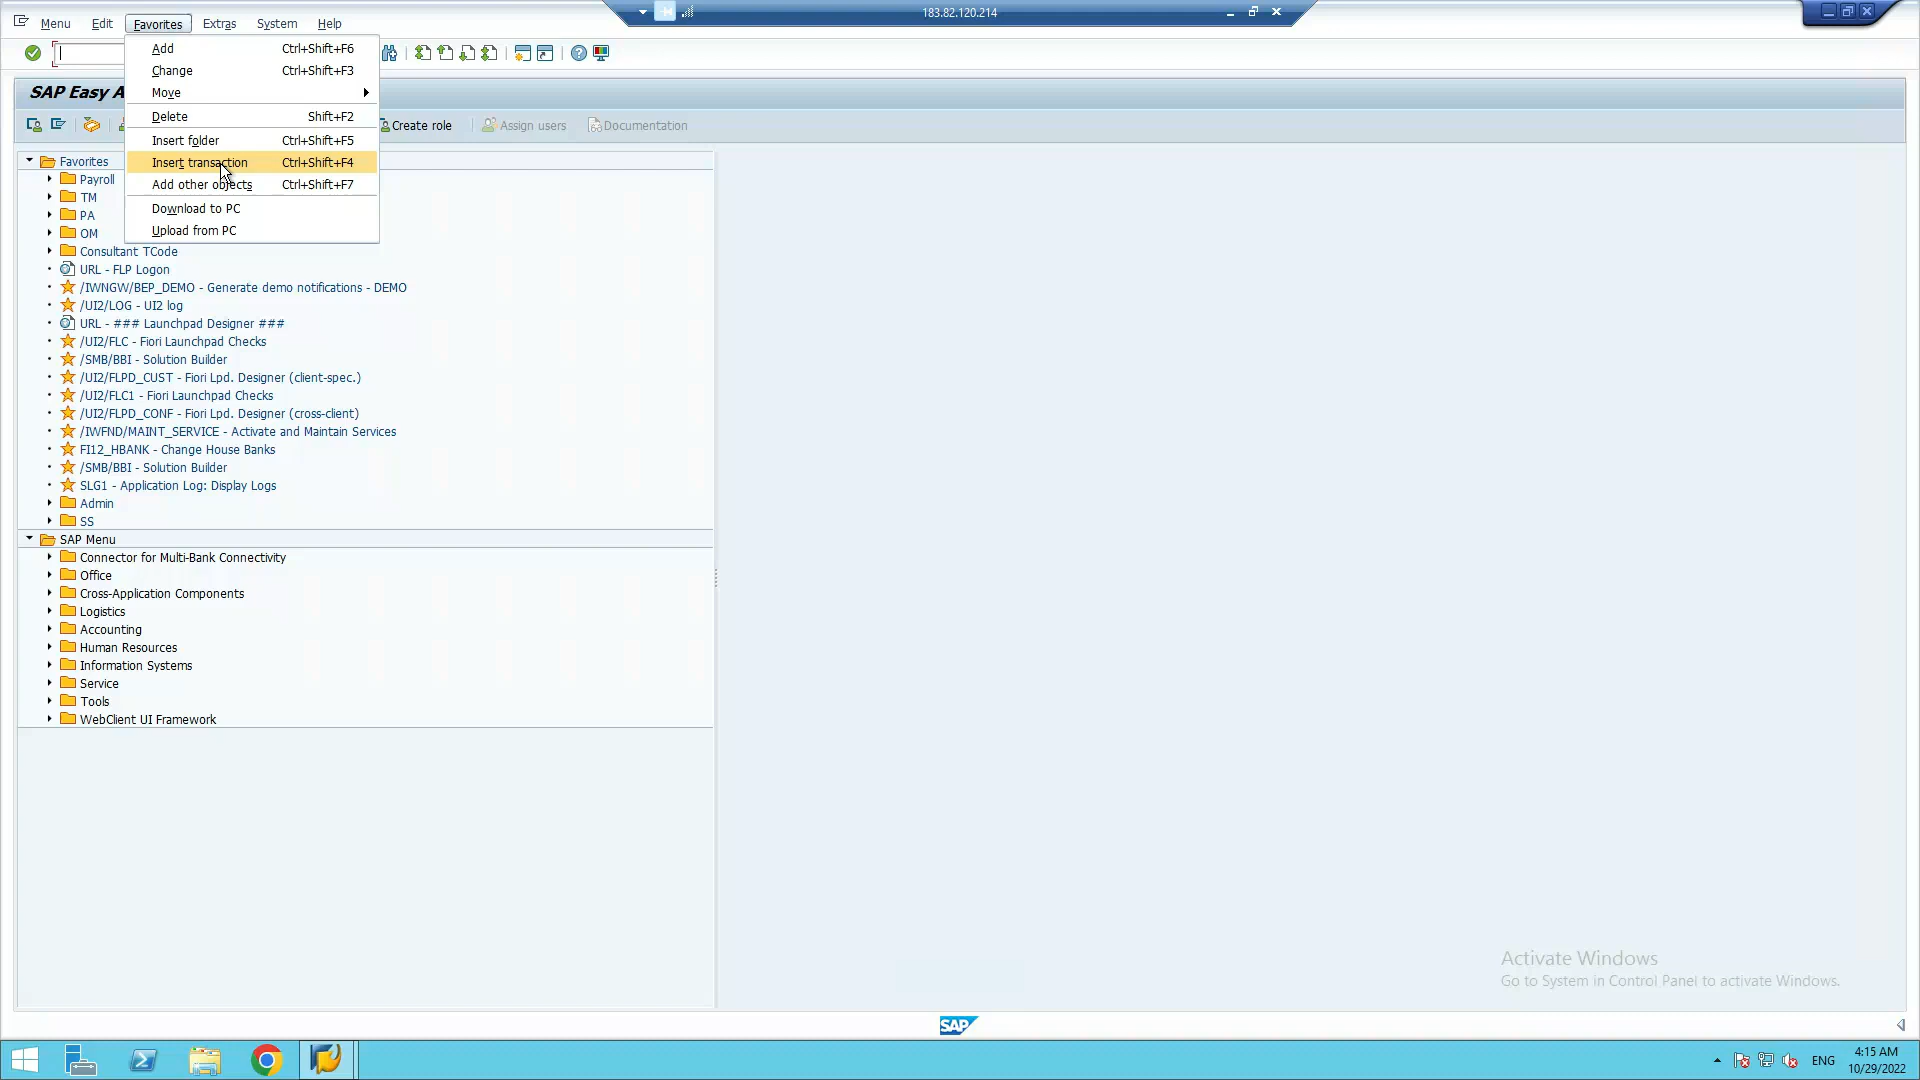 183.82.120.214
Menu Edit Favorites Extras System Help
Add Ctrl+Shift+F6
Change Ctrl+Shift+F3
Move
Delete Shift+F2
Insert folder Ctrl+Shift+F5
Insert transaction Ctrl+Shift+F4
Add other objects Ctrl+Shift+F7
Download to PC
Upload from PC
SAP Easy A
Create role Assign users Documentation
Favorites
Payroll
TM
PA
OM
Consultant TCode
URL - FLP Logon
/IWNGW/BEP_DEMO - Generate demo notifications - DEMO
/UI2/LOG - UI2 log
URL - ### Launchpad Designer ###
/UI2/FLC - Fiori Launchpad Checks
/SMB/BBI - Solution Builder
/UI2/FLPD_CUST - Fiori Lpd. Designer (client-spec.)
/UI2/FLC1 - Fiori Launchpad Checks
/UI2/FLPD_CONF - Fiori Lpd. Designer (cross-client)
/IWFND/MAINT_SERVICE - Activate and Maintain Services
FI12_HBANK - Change House Banks
/SMB/BBI - Solution Builder
SLG1 - Application Log: Display Logs
Admin
SS
SAP Menu
Connector for Multi-Bank Connectivity
Office
Cross-Application Components
Logistics
Accounting
Human Resources
Information Systems
Service
Tools
WebClient UI Framework
Activate Windows
Go to System in Control Panel to activate Windows.
SAP
ENG
4:15 AM
10/29/2022